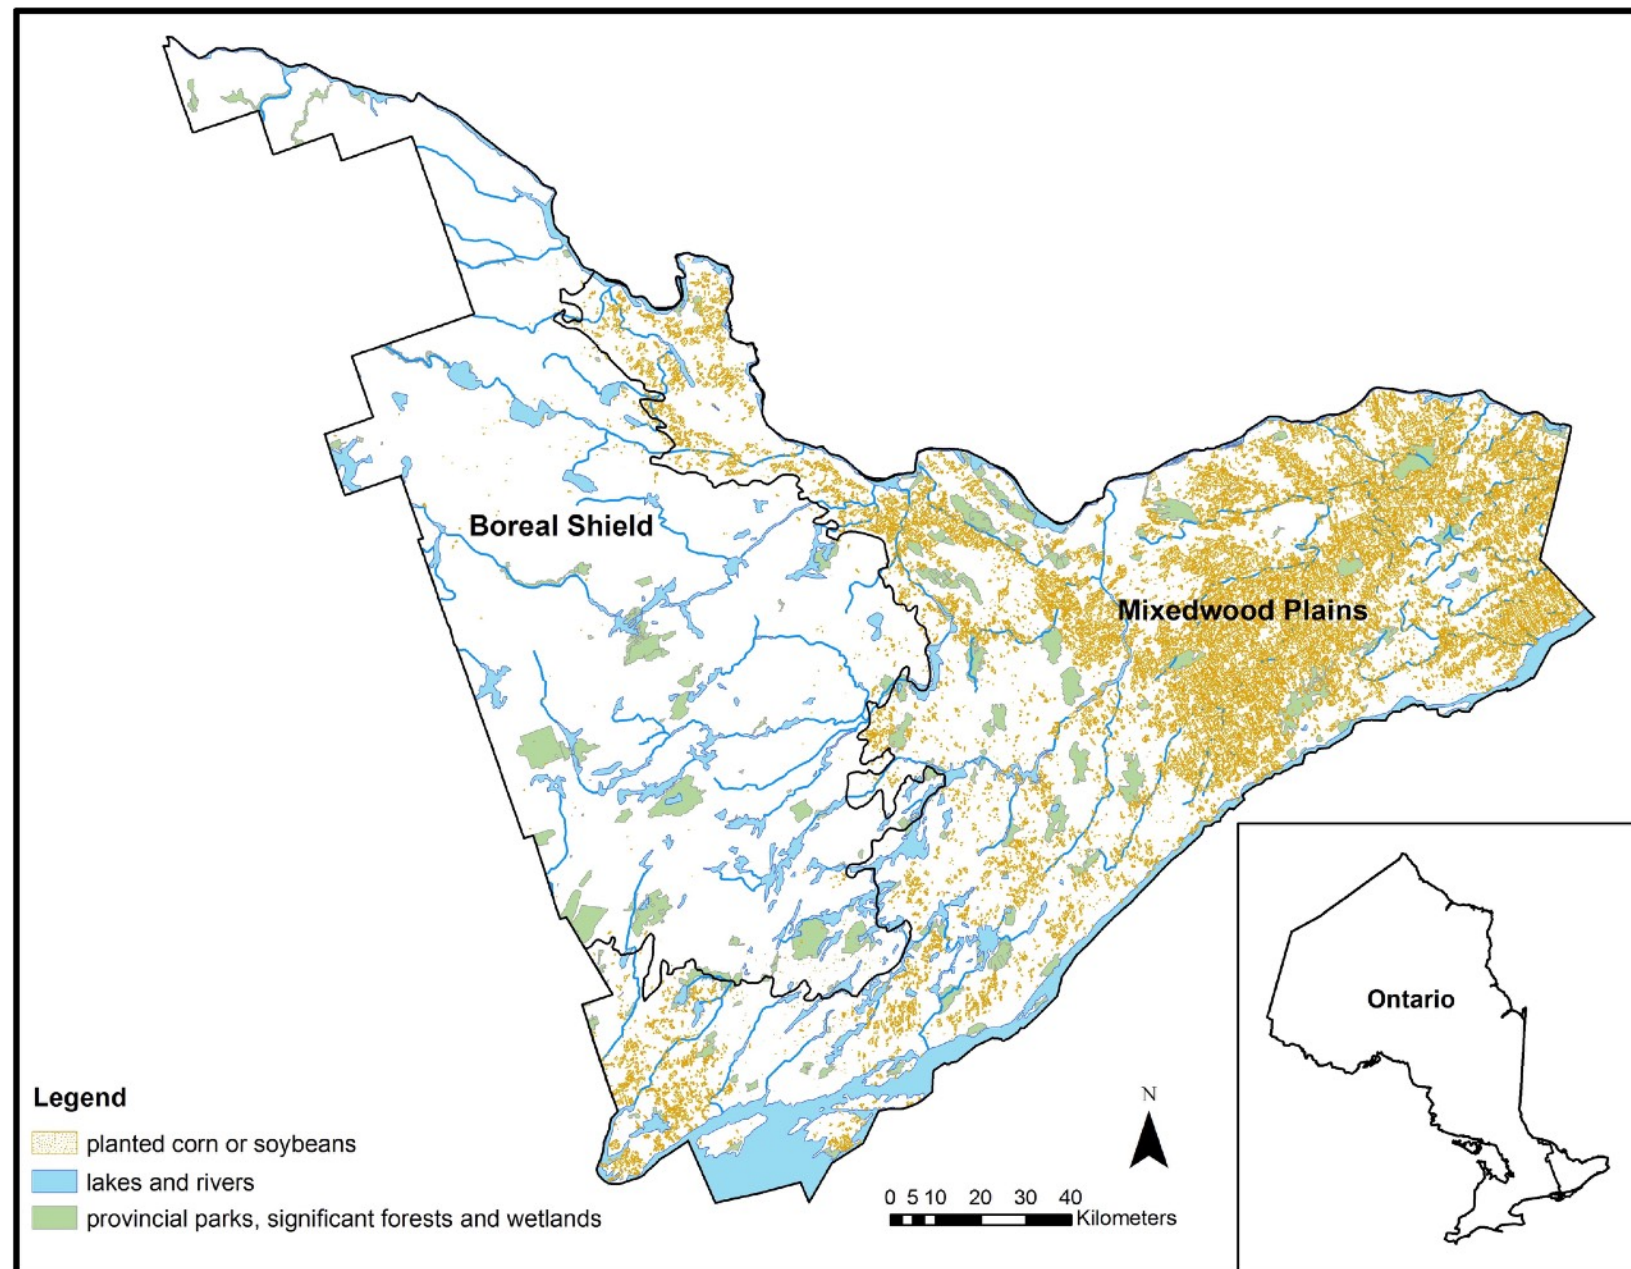 Boreal Shield
Mixedwood Plains
Ontario
Legend
planted corn or soybeans
lakes and rivers
provincial parks, significant forests and wetlands
N
0 5 10 20 30 40
Kilometers